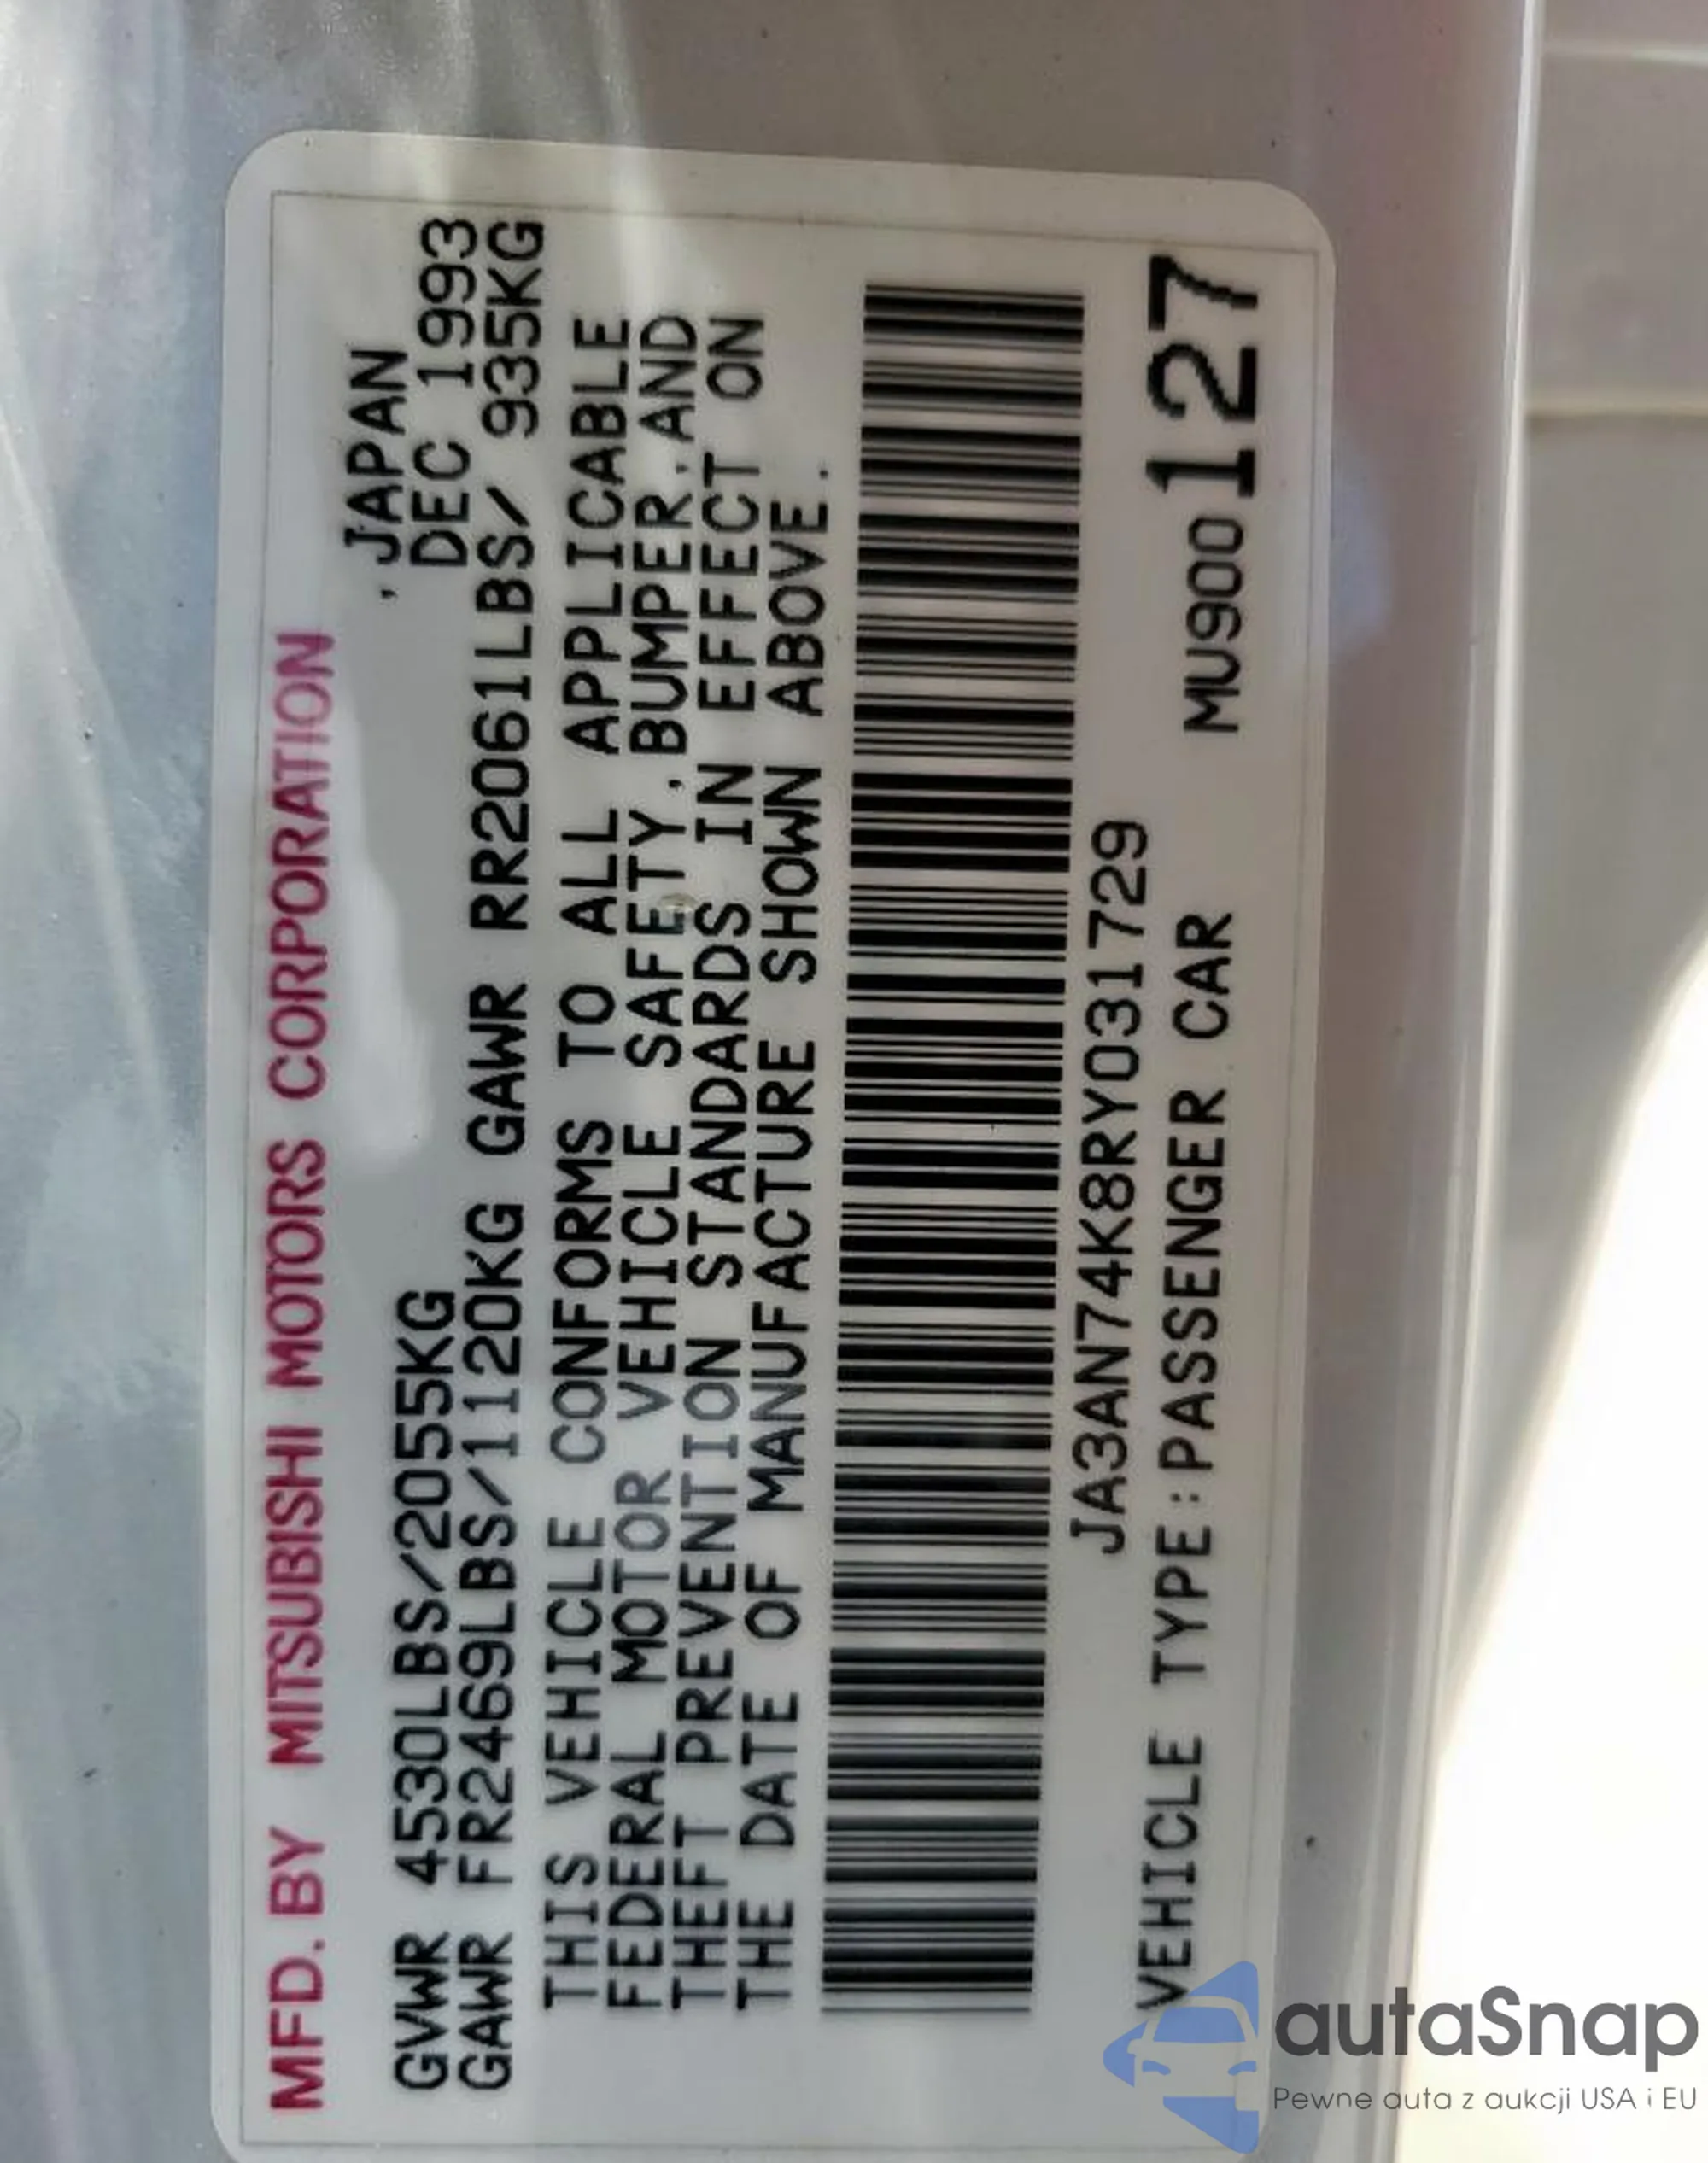 MFD. BY MITSUBISHI MOTORS CORPORATION
, JAPAN
GVWR 4530LBS/2055KG DEC 1993
GAWR FR2469LBS/1120KG GAWR RR2061LBS/ 935KG
THIS VEHICLE CONFORMS TO ALL APPLICABLE
FEDERAL MOTOR VEHICLE SAFETY,BUMPER,AND
THEFT PREVENTION STANDARDS IN EFFECT ON
THE DATE OF MANUFACTURE SHOWN ABOVE.
JA3AN74K8RY031729
VEHICLE TYPE:PASSENGER CAR MU900127
autaSnap
Pewne auta z aukcji USA i EU